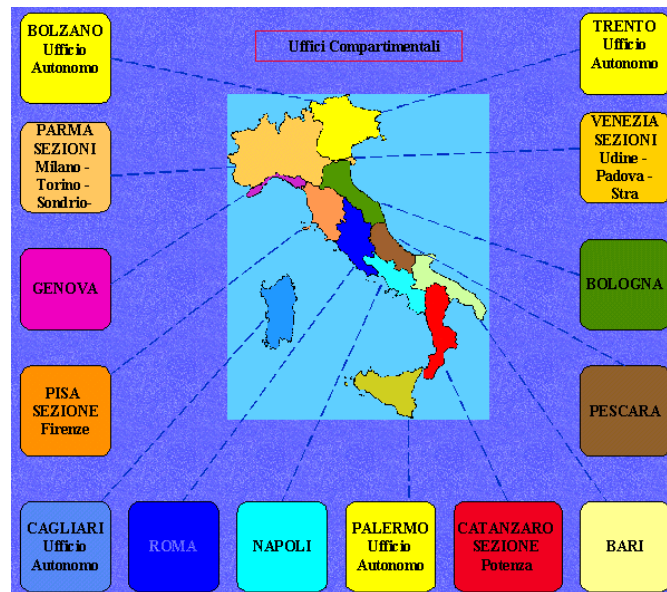 BOLZANO
Ufficio
Autonomo
Uffici Compartimentali
TRENTO
Ufficio
Autonomo
PARMA
SEZIONI
Milano -
Torino -
Sondrio-
VENEZIA
SEZIONI
Udine -
Padova -
Stra
GENOVA
BOLOGNA
PISA
SEZIONE
Firenze
PESCARA
CAGLIARI
Ufficio
Autonomo
ROMA
NAPOLI
PALERMO
Ufficio
Autonomo
CATANZARO
SEZIONE
Potenza
BARI